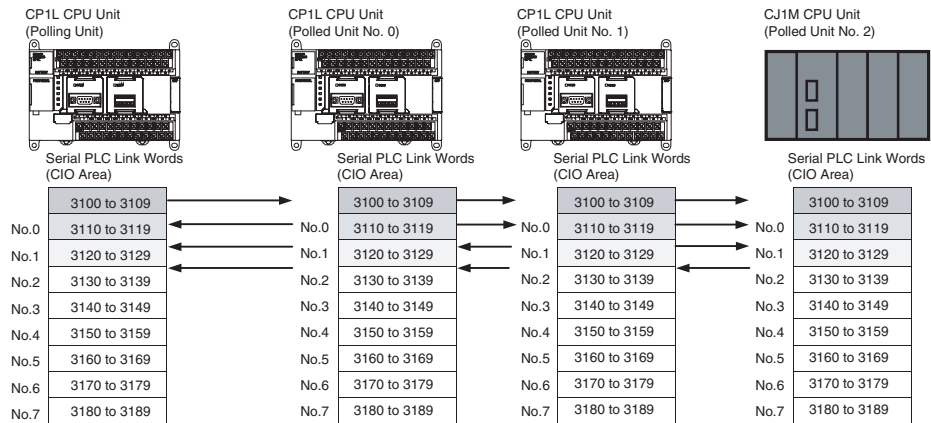 CP1L CPU Unit
(Polling Unit)
CP1L CPU Unit
(Polled Unit No. 0)
CP1L CPU Unit
(Polled Unit No. 1)
CJ1M CPU Unit
(Polled Unit No. 2)
Serial PLC Link Words
(CIO Area)
3100 to 3109
No.0 3110 to 3119
No.1 3120 to 3129
No.2 3130 to 3139
No.3 3140 to 3149
No.4 3150 to 3159
No.5 3160 to 3169
No.6 3170 to 3179
No.7 3180 to 3189
Serial PLC Link Words
(CIO Area)
3100 to 3109
No.0 3110 to 3119
No.1 3120 to 3129
No.2 3130 to 3139
No.3 3140 to 3149
No.4 3150 to 3159
No.5 3160 to 3169
No.6 3170 to 3179
No.7 3180 to 3189
Serial PLC Link Words
(CIO Area)
3100 to 3109
No.0 3110 to 3119
No.1 3120 to 3129
No.2 3130 to 3139
No.3 3140 to 3149
No.4 3150 to 3159
No.5 3160 to 3169
No.6 3170 to 3179
No.7 3180 to 3189
Serial PLC Link Words
(CIO Area)
3100 to 3109
No.0 3110 to 3119
No.1 3120 to 3129
No.2 3130 to 3139
No.3 3140 to 3149
No.4 3150 to 3159
No.5 3160 to 3169
No.6 3170 to 3179
No.7 3180 to 3189